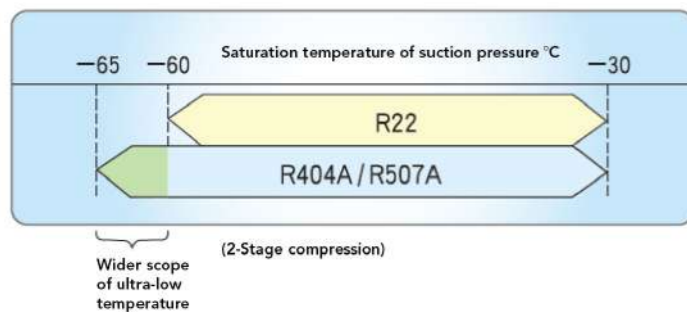 Saturation temperature of suction pressure °C
−65 −60 −30
R22
R404A / R507A
(2-Stage compression)
Wider scope
of ultra-low
temperature